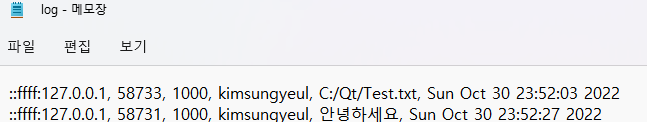 log - 메모장
파일 편집 보기
::ffff:127.0.0.1, 58733, 1000, kimsungyeul, C:/Qt/Test.txt, Sun Oct 30 23:52:03 2022
::ffff:127.0.0.1, 58731, 1000, kimsungyeul, 안녕하세요, Sun Oct 30 23:52:27 2022